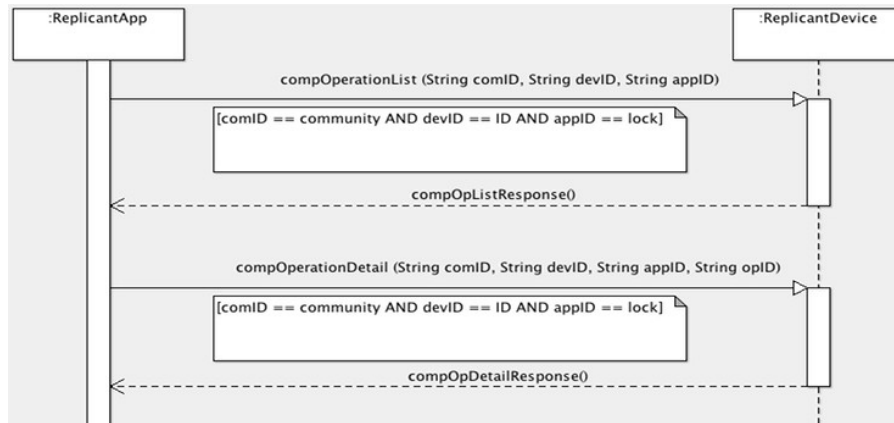 :ReplicantApp
:ReplicantDevice
compOperationList (String comID, String devID, String appID)
[comID == community AND devID == ID AND appID == lock]
compOpListResponse()
compOperationDetail (String comID, String devID, String appID, String opID)
[comID == community AND devID == ID AND appID == lock]
compOpDetailResponse()